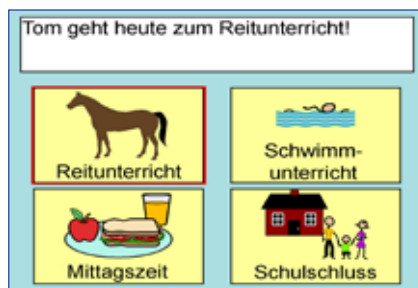 Tom geht heute zum Reitunterricht!
Reitunterricht
Schwimm-
unterricht
Mittagszeit
Schulschluss